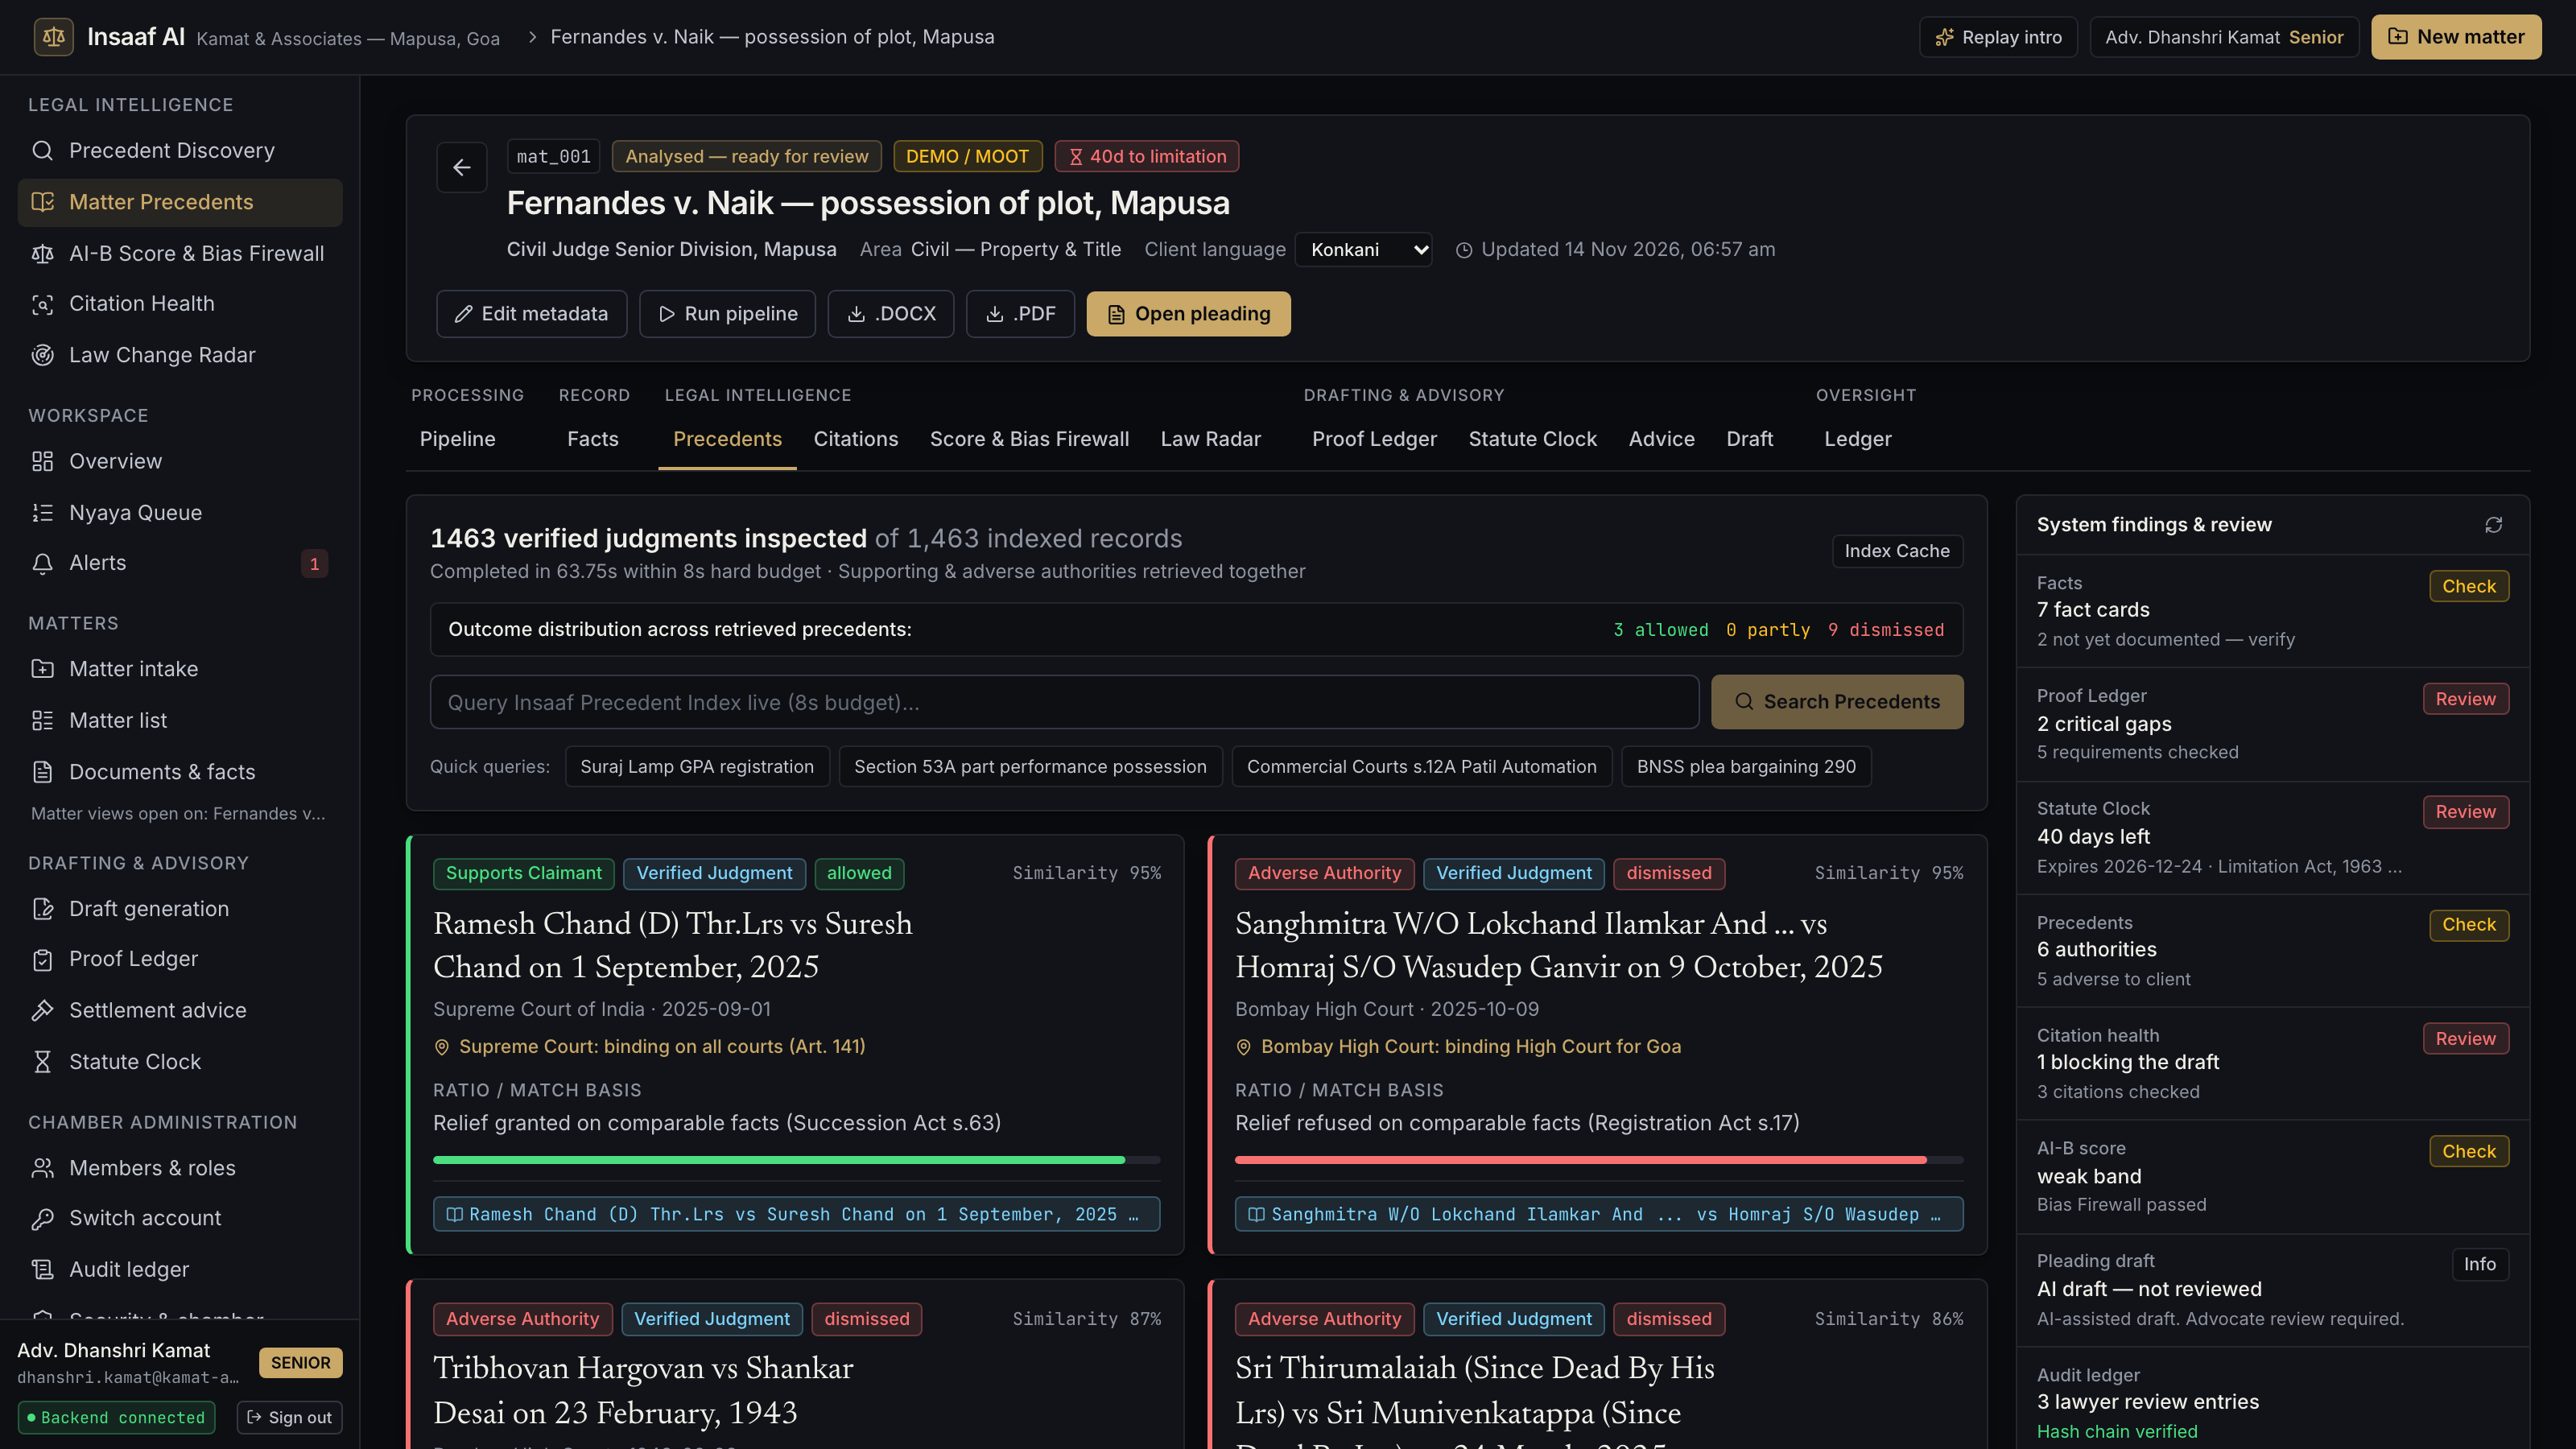 Insaaf AI Kamat & Associates — Mapusa, Goa Fernandes v. Naik — possession of plot, Mapusa
Replay intro
Adv. Dhanshri Kamat Senior
New matter
LEGAL INTELLIGENCE
Precedent Discovery
Matter Precedents
AI-B Score & Bias Firewall
Citation Health
Law Change Radar
WORKSPACE
Overview
Nyaya Queue
Alerts 1
MATTERS
Matter intake
Matter list
Documents & facts
Matter views open on: Fernandes v...
DRAFTING & ADVISORY
Draft generation
Proof Ledger
Settlement advice
Statute Clock
CHAMBER ADMINISTRATION
Members & roles
Switch account
Audit ledger
Adv. Dhanshri Kamat
dhanshri.kamat@kamat-a…
SENIOR
Backend connected
Sign out
mat_001 Analysed — ready for review DEMO / MOOT 40d to limitation
Fernandes v. Naik — possession of plot, Mapusa
Civil Judge Senior Division, Mapusa Area Civil — Property & Title Client language Konkani Updated 14 Nov 2026, 06:57 am
Edit metadata Run pipeline .DOCX .PDF Open pleading
PROCESSING RECORD LEGAL INTELLIGENCE DRAFTING & ADVISORY OVERSIGHT
Pipeline Facts Precedents Citations Score & Bias Firewall Law Radar Proof Ledger Statute Clock Advice Draft Ledger
1463 verified judgments inspected of 1,463 indexed records
Completed in 63.75s within 8s hard budget · Supporting & adverse authorities retrieved together
Index Cache
Outcome distribution across retrieved precedents: 3 allowed 0 partly 9 dismissed
Query Insaaf Precedent Index live (8s budget)...
Search Precedents
Quick queries: Suraj Lamp GPA registration Section 53A part performance possession Commercial Courts s.12A Patil Automation BNSS plea bargaining 290
Supports Claimant Verified Judgment allowed Similarity 95%
Ramesh Chand (D) Thr.Lrs vs Suresh
Chand on 1 September, 2025
Supreme Court of India · 2025-09-01
Supreme Court: binding on all courts (Art. 141)
RATIO / MATCH BASIS
Relief granted on comparable facts (Succession Act s.63)
Ramesh Chand (D) Thr.Lrs vs Suresh Chand on 1 September, 2025 …
Adverse Authority Verified Judgment dismissed Similarity 95%
Sanghmitra W/O Lokchand Ilamkar And ... vs
Homraj S/O Wasudep Ganvir on 9 October, 2025
Bombay High Court · 2025-10-09
Bombay High Court: binding High Court for Goa
RATIO / MATCH BASIS
Relief refused on comparable facts (Registration Act s.17)
Sanghmitra W/O Lokchand Ilamkar And ... vs Homraj S/O Wasudep …
Adverse Authority Verified Judgment dismissed Similarity 87%
Tribhovan Hargovan vs Shankar
Desai on 23 February, 1943
Adverse Authority Verified Judgment dismissed Similarity 86%
Sri Thirumalaiah (Since Dead By His
Lrs) vs Sri Munivenkatappa (Since
System findings & review
Facts
7 fact cards
2 not yet documented — verify
Check
Proof Ledger
2 critical gaps
5 requirements checked
Review
Statute Clock
40 days left
Expires 2026-12-24 · Limitation Act, 1963 ...
Review
Precedents
6 authorities
5 adverse to client
Check
Citation health
1 blocking the draft
3 citations checked
Review
AI-B score
weak band
Bias Firewall passed
Check
Pleading draft
AI draft — not reviewed
AI-assisted draft. Advocate review required.
Info
Audit ledger
3 lawyer review entries
Hash chain verified